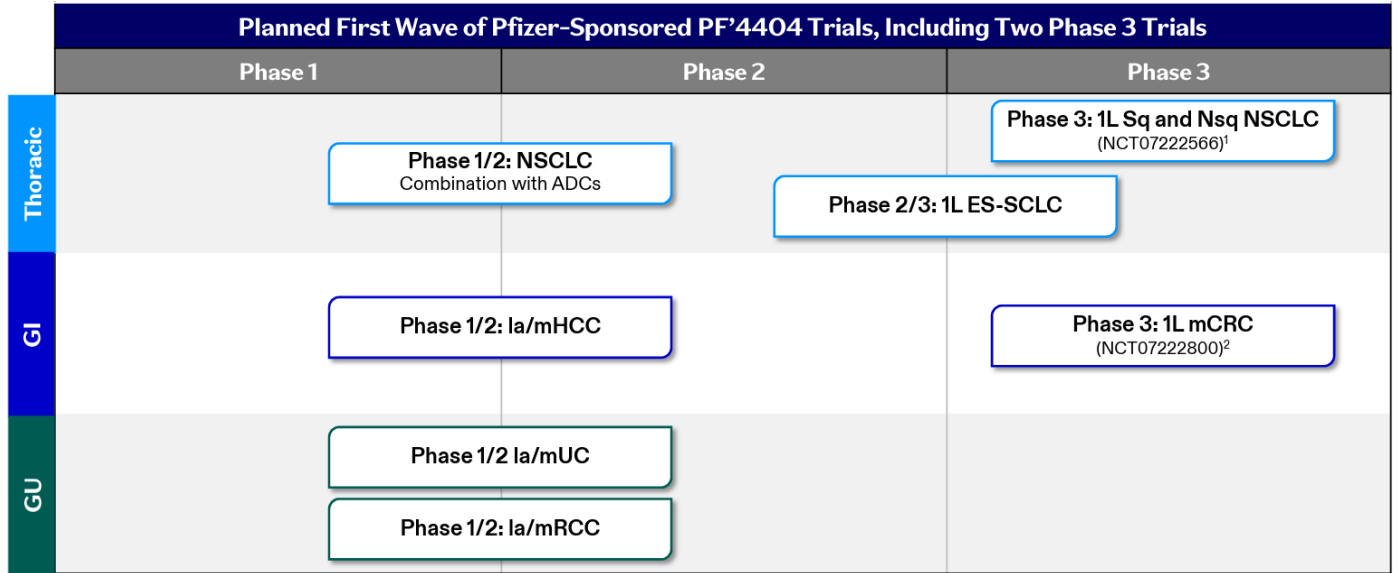 Planned First Wave of Pfizer-Sponsored PF’4404 Trials, Including Two Phase 3 Trials
Phase 1
Phase 2
Phase 3
Thoracic
Phase 3: 1L Sq and Nsq NSCLC
(NCT07222566)¹
Phase 1/2: NSCLC
Combination with ADCs
Phase 2/3: 1L ES-SCLC
GI
Phase 1/2: la/mHCC
Phase 3: 1L mCRC
(NCT07222800)²
GU
Phase 1/2 la/mUC
Phase 1/2: la/mRCC